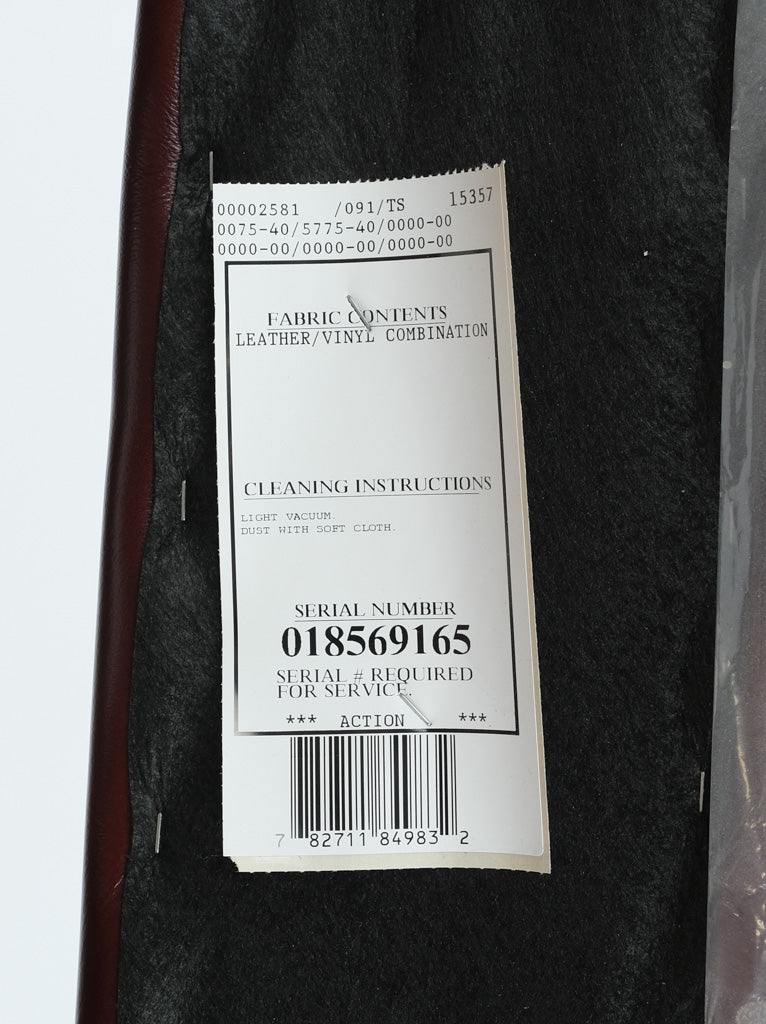 00002581 /091/TS 15357
0075-40/5775-40/0000-00
0000-00/0000-00/0000-00
FABRIC CONTENTS
LEATHER/VINYL COMBINATION
CLEANING INSTRUCTIONS
LIGHT VACUUM.
DUST WITH SOFT CLOTH.
SERIAL NUMBER
018569165
SERIAL # REQUIRED
FOR SERVICE.
*** ACTION ***
7 82711 84983 2